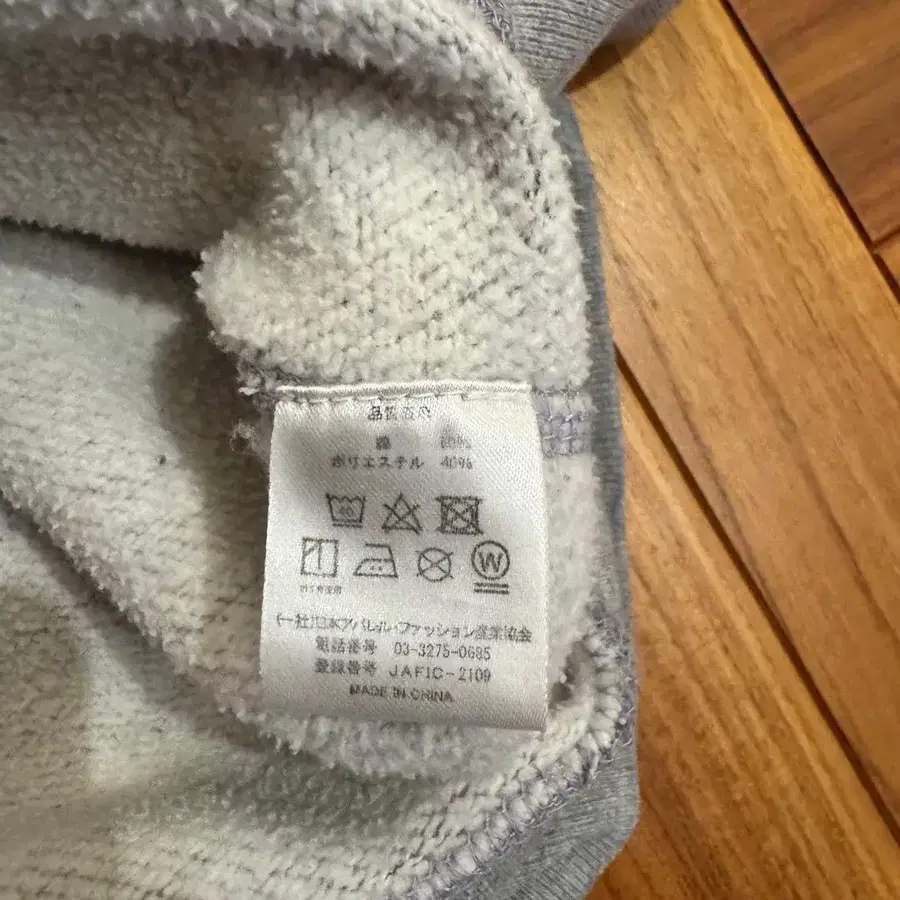 品質表示
綿 60%
ポリエステル 40%
40
W
(一社)日本アパレル・ファッション産業協会
電話番号 03-3275-0685
登録番号 JAFIC-2109
MADE IN CHINA